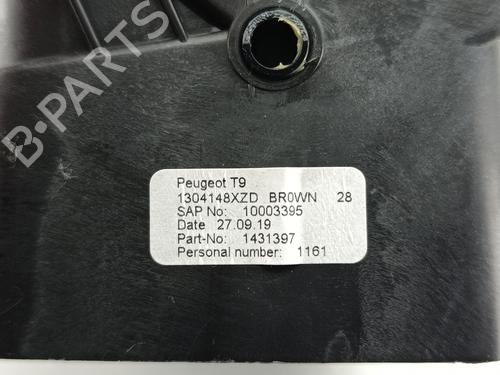 B-PARTS
Peugeot T9
1304148XZD BR0WN 28
SAP No: 10003395
Date 27.09.19
Part-No: 1431397
Personal number: 1161